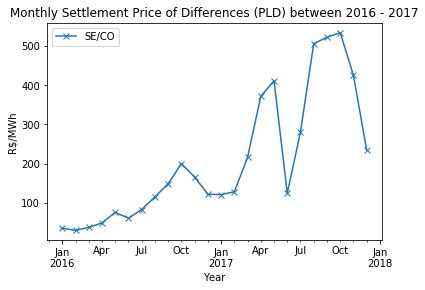 Monthly Settlement Price of Differences (PLD) between 2016 - 2017
SE/CO
500
400
300
200
100
R$/MWh
Jan Apr Jul Oct Jan Apr Jul Oct Jan
2016 2017 2018
Year